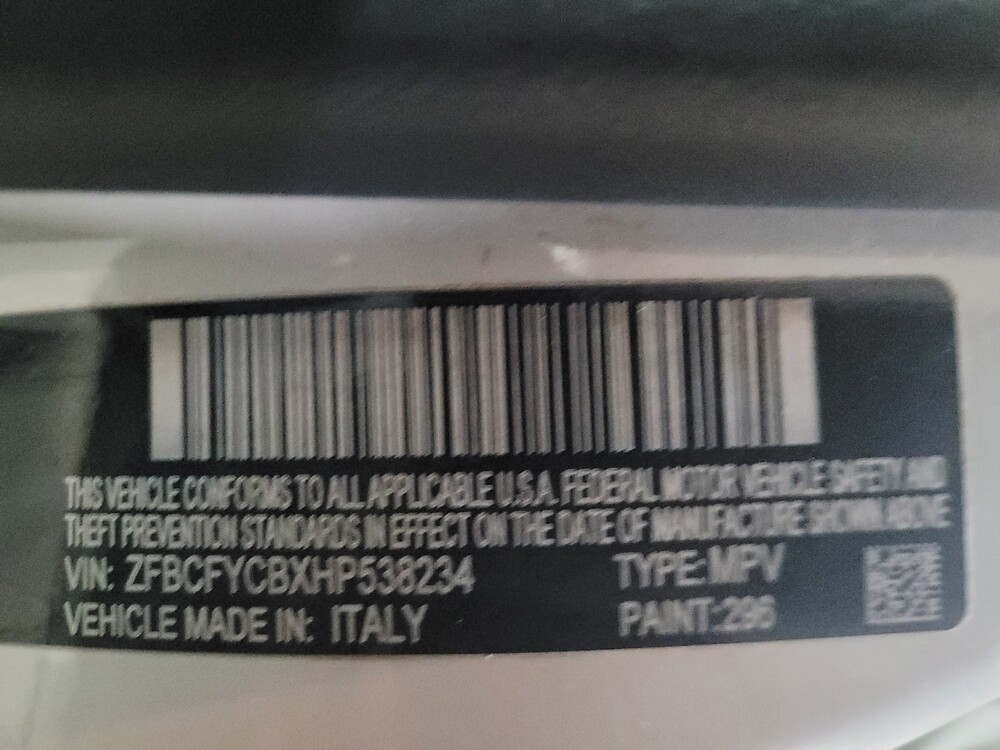 THIS VEHICLE CONFORMS TO ALL APPLICABLE U.S.A. FEDERAL MOTOR VEHICLE SAFETY AND
THEFT PREVENTION STANDARDS IN EFFECT ON THE DATE OF MANUFACTURE SHOWN ABOVE
VIN: ZFBCFYCBXHP538234 TYPE:MPV
VEHICLE MADE IN: ITALY PAINT:296